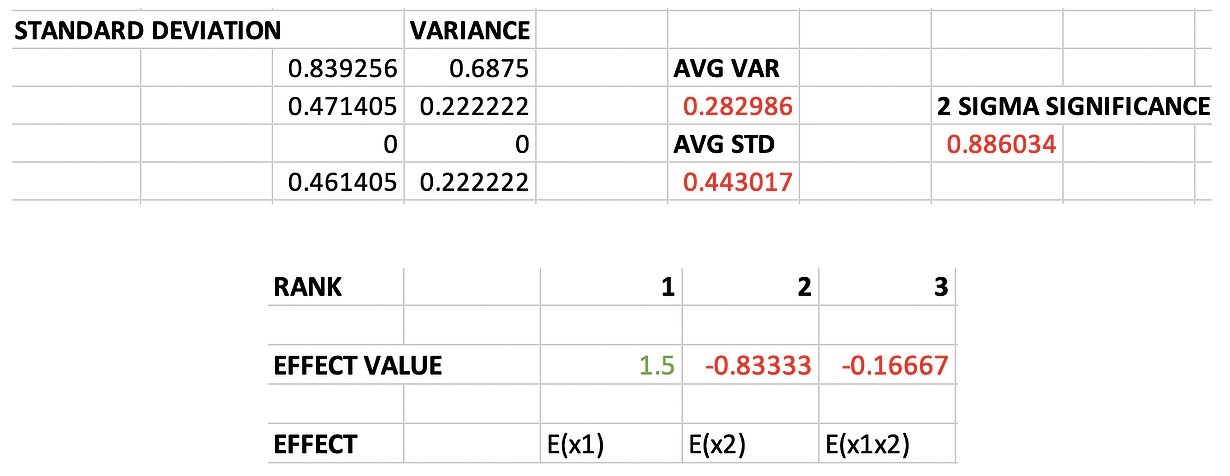 STANDARD DEVIATION VARIANCE
0.839256 0.6875 AVG VAR
0.471405 0.222222 0.282986 2 SIGMA SIGNIFICANCE
0 0 AVG STD 0.886034
0.461405 0.222222 0.443017
RANK 1 2 3
EFFECT VALUE 1.5 -0.83333 -0.16667
EFFECT E(x1) E(x2) E(x1x2)